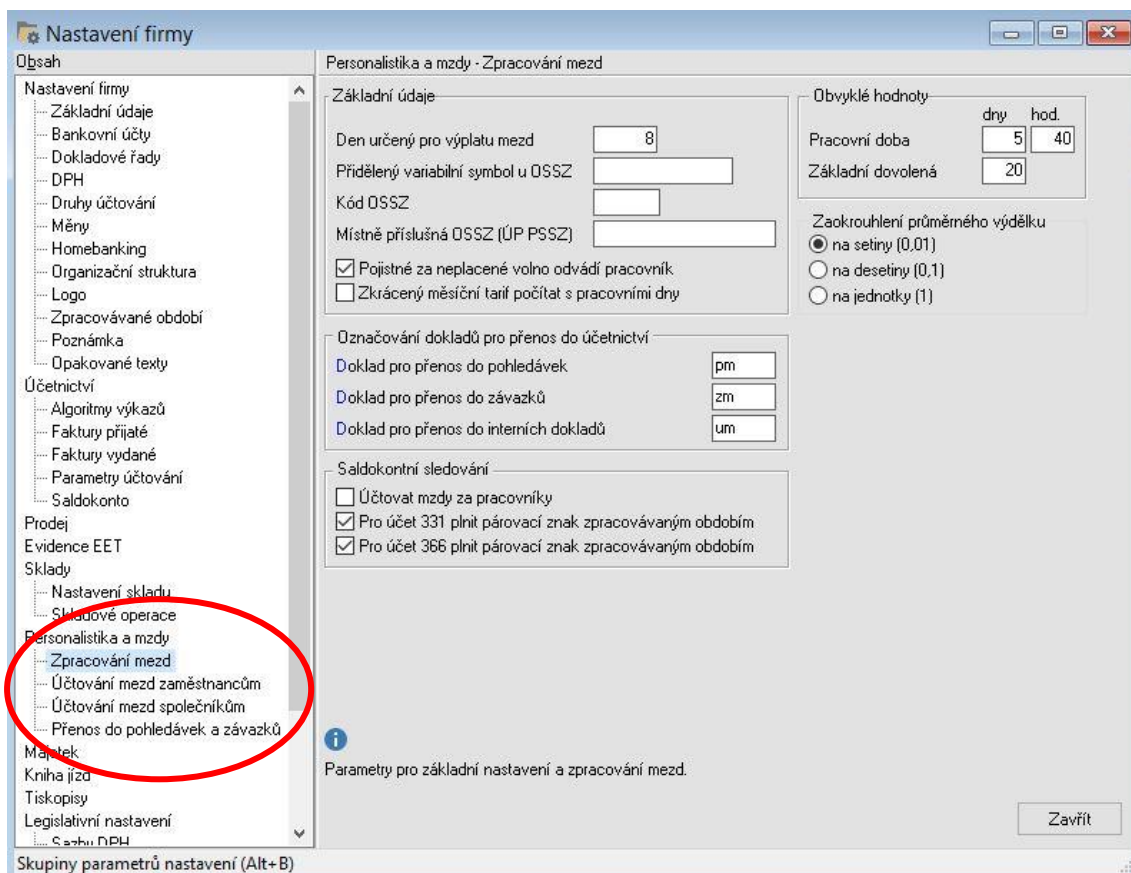 Nastavení firmy
Obsah
Nastavení firmy
Základní údaje
Bankovní účty
Dokladové řady
DPH
Druhy účtování
Měny
Homebanking
Organizační struktura
Logo
Zpracovávané období
Poznámka
Opakované texty
Účetnictví
Algoritmy výkazů
Faktury přijaté
Faktury vydané
Parametry účtování
Saldokonto
Prodej
Evidence EET
Sklady
Nastavení skladu
Skladové operace
Personalistika a mzdy
Zpracování mezd
Účtování mezd zaměstnancům
Účtování mezd společníkům
Přenos do pohledávek a závazků
Majetek
Kniha jízd
Tiskopisy
Legislativní nastavení
Sazby DPH
Personalistika a mzdy - Zpracování mezd
Základní údaje
Den určený pro výplatu mezd 8
Přidělený variabilní symbol u OSSZ
Kód OSSZ
Místně příslušná OSSZ (ÚP PSSZ)
Pojistné za neplacené volno odvádí pracovník
Zkrácený měsíční tarif počítat s pracovními dny
Označování dokladů pro přenos do účetnictví
Doklad pro přenos do pohledávek pm
Doklad pro přenos do závazků zm
Doklad pro přenos do interních dokladů um
Saldokontní sledování
Účtovat mzdy za pracovníky
Pro účet 331 plnit párovací znak zpracovávaným obdobím
Pro účet 366 plnit párovací znak zpracovávaným obdobím
Obvyklé hodnoty
dny hod.
Pracovní doba 5 40
Základní dovolená 20
Zaokrouhlení průměrného výdělku
na setiny (0,01)
na desetiny (0,1)
na jednotky (1)
Parametry pro základní nastavení a zpracování mezd.
Zavřít
Skupiny parametrů nastavení (Alt+B)